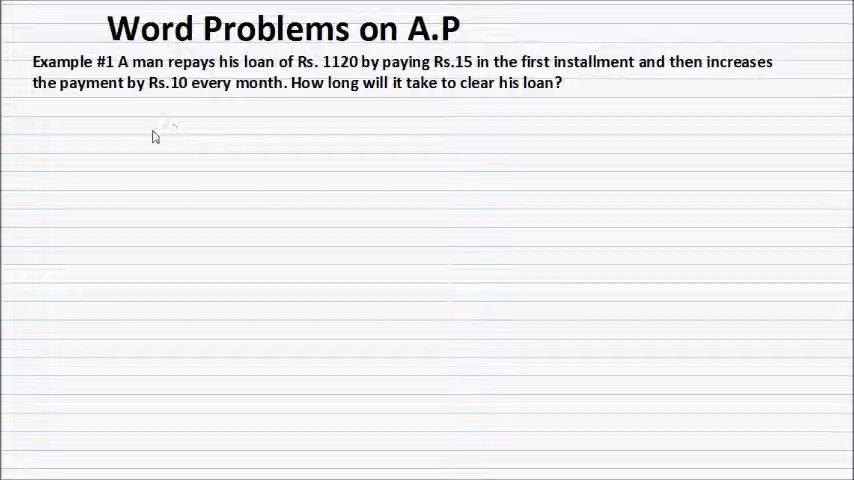 Word Problems on A.P
Example #1 A man repays his loan of Rs. 1120 by paying Rs.15 in the first installment and then increases
the payment by Rs.10 every month. How long will it take to clear his loan?